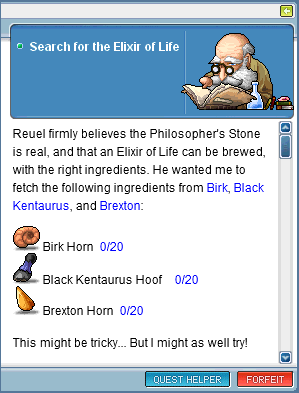 Search for the Elixir of Life
Reuel firmly believes the Philosopher's Stone
is real, and that an Elixir of Life can be brewed,
with the right ingredients. He wanted me to
fetch the following ingredients from Birk, Black
Kentaurus, and Brexton:
Birk Horn 0/20
Black Kentaurus Hoof 0/20
Brexton Horn 0/20
This might be tricky... But I might as well try!
QUEST HELPER FORFEIT